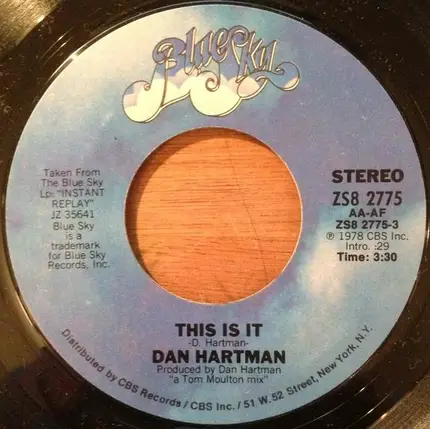 Blue Sky
Taken From
The Blue Sky
Lp: "INSTANT
REPLAY"
JZ 35641
Blue Sky
is a
trademark
for Blue Sky
Records, Inc.
STEREO
ZS8 2775
AA-AF
ZS8 2775-3
℗ 1978 CBS Inc.
Intro. :29
Time: 3:30
THIS IS IT
-D. Hartman-
DAN HARTMAN
Produced by Dan Hartman
"a Tom Moulton mix"
Distributed by CBS Records / CBS Inc. / 51 W. 52 Street, New York, N.Y.